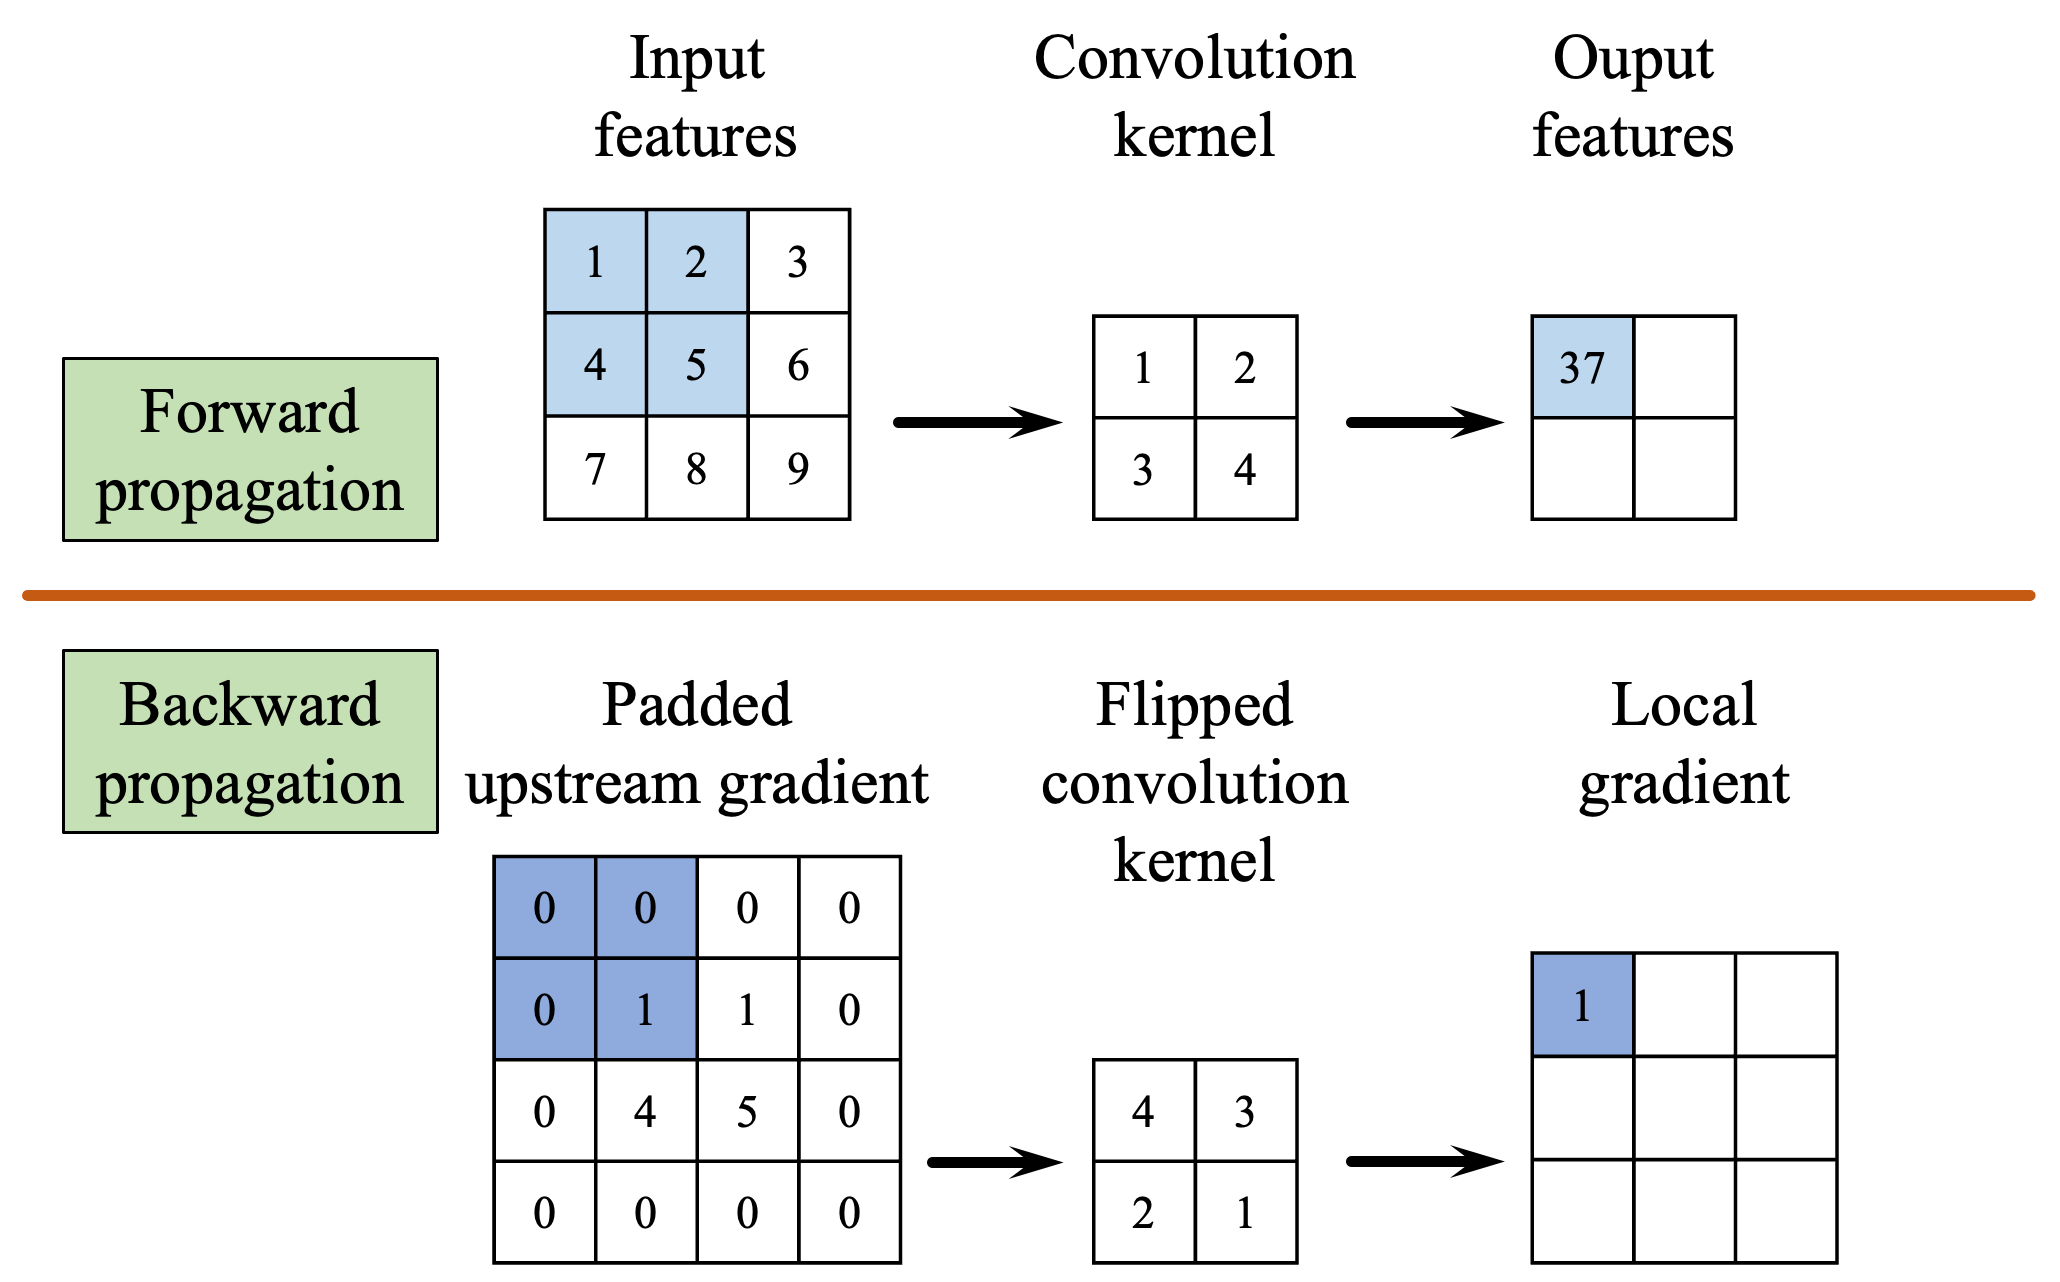 Input
features
Convolution
kernel
Ouput
features
Forward
propagation
1 2 3
4 5 6
7 8 9
1 2
3 4
37
Backward
propagation
Padded
upstream gradient
Flipped
convolution
kernel
Local
gradient
0 0 0 0
0 1 1 0
0 4 5 0
0 0 0 0
4 3
2 1
1